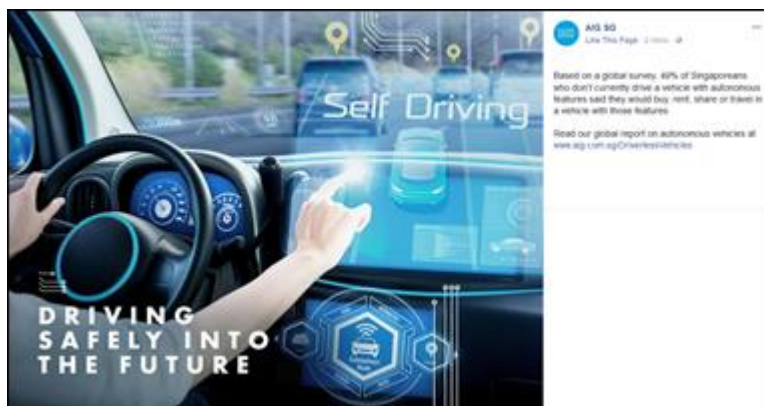 Self Driving
DRIVING
SAFELY INTO
THE FUTURE
AIG SG
Like This Page
Based on a global survey, 49% of Singaporeans
who don't currently drive a vehicle with autonomous
features said they would buy, rent, share or travel in
a vehicle with those features
Read our global report on autonomous vehicles at
www.aig.com.sg/DriverlessVehicles